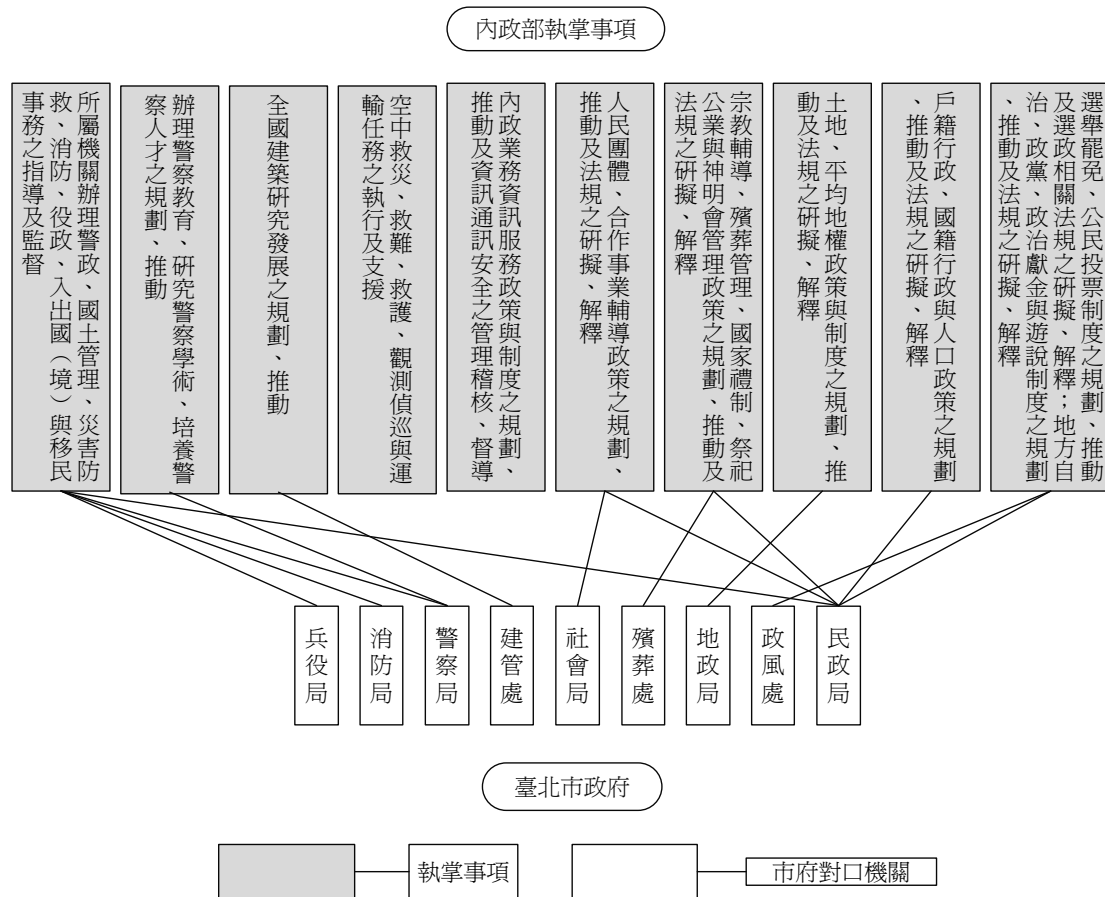 內政部執掌事項
選舉罷免、公民投票制度之規劃、推動
及選政相關法規之研擬、解釋；地方自
治、政黨、政治獻金與遊說制度之規劃
、推動及法規之研擬、解釋
戶籍行政、國籍行政與人口政策之規劃
、推動及法規之研擬、解釋
土地、平均地權政策與制度之規劃、推
動及法規之研擬、解釋
宗教輔導、殯葬管理、國家禮制、祭祀
公業與神明會管理政策之規劃、推動及
法規之研擬、解釋
人民團體、合作事業輔導政策之規劃、
推動及法規之研擬、解釋
內政業務資訊服務政策與制度之規劃、
推動及資訊通訊安全之管理稽核、督導
空中救災、救難、救護、觀測偵巡與運
輸任務之執行及支援
全國建築研究發展之規劃、推動
辦理警察教育、研究警察學術、培養警
察人才之規劃、推動
所屬機關辦理警政、國土管理、災害防
救、消防、役政、入出國（境）與移民
事務之指導及監督
兵役局
消防局
警察局
建管處
社會局
殯葬處
地政局
政風處
民政局
臺北市政府
執掌事項
市府對口機關